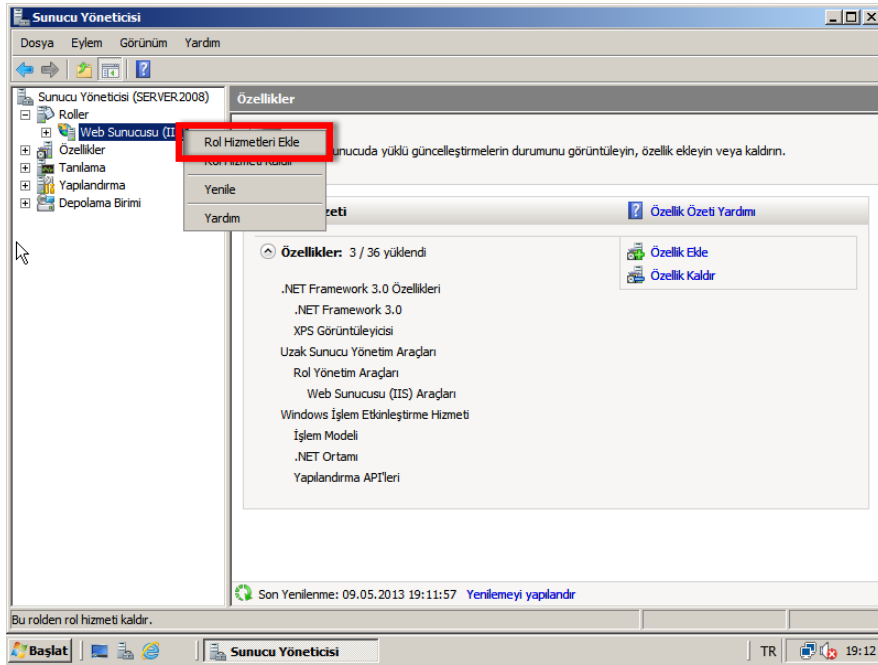 Sunucu Yöneticisi
Dosya Eylem Görünüm Yardım
Sunucu Yöneticisi (SERVER2008)
Roller
Web Sunucusu (II
Özellikler
Tanılama
Yapılandırma
Depolama Birimi
Rol Hizmetleri Ekle
Rol Hizmeti Kaldır
Yenile
Yardım
Özellikler
unucuda yüklü güncelleştirmelerin durumunu görüntüleyin, özellik ekleyin veya kaldırın.
zeti
Özellik Özeti Yardımı
Özellikler: 3 / 36 yüklendi
Özellik Ekle
Özellik Kaldır
.NET Framework 3.0 Özellikleri
.NET Framework 3.0
XPS Görüntüleyicisi
Uzak Sunucu Yönetim Araçları
Rol Yönetim Araçları
Web Sunucusu (IIS) Araçları
Windows İşlem Etkinleştirme Hizmeti
İşlem Modeli
.NET Ortamı
Yapılandırma API'leri
Son Yenilenme: 09.05.2013 19:11:57 Yenilemeyi yapılandır
Bu rolden rol hizmeti kaldır.
Başlat
Sunucu Yöneticisi
TR
19:12